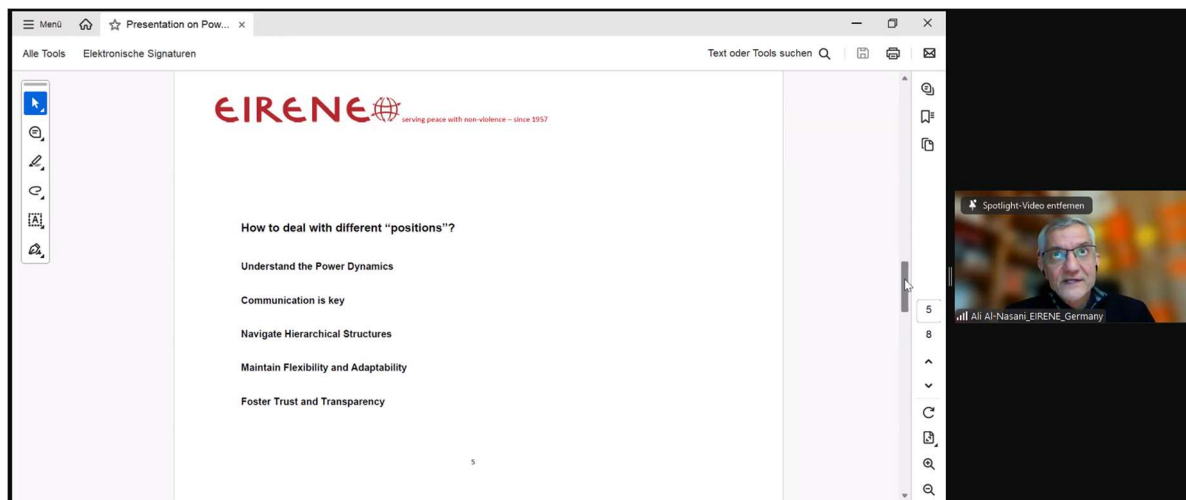 Menü
Presentation on Pow... ×
Alle Tools Elektronische Signaturen
Text oder Tools suchen
EIRENE
serving peace with non-violence – since 1957
How to deal with different “positions”?
Understand the Power Dynamics
Communication is key
Navigate Hierarchical Structures
Maintain Flexibility and Adaptability
Foster Trust and Transparency
5
5
8
Spotlight-Video entfernen
Ali Al-Nasani_EIRENE_Germany